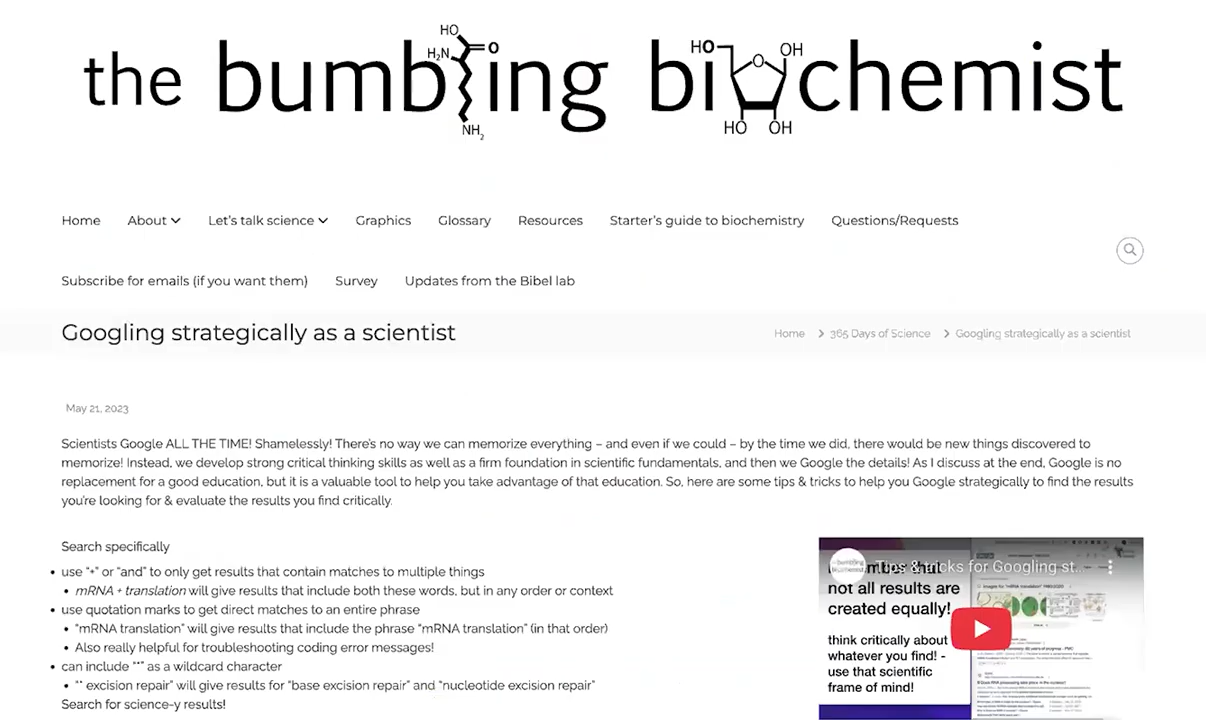 the bumbling biochemist
HO
O
H2N
NH2
HO
OH
O
HO OH
Home About Let's talk science Graphics Glossary Resources Starter's guide to biochemistry Questions/Requests
Subscribe for emails (if you want them) Survey Updates from the Bibel lab
Googling strategically as a scientist
Home > 365 Days of Science > Googling strategically as a scientist
May 21, 2023
Scientists Google ALL THE TIME! Shamelessly! There's no way we can memorize everything – and even if we could – by the time we did, there would be new things discovered to
memorize! Instead, we develop strong critical thinking skills as well as a firm foundation in scientific fundamentals, and then we Google the details! As I discuss at the end, Google is no
replacement for a good education, but it is a valuable tool to help you take advantage of that education. So, here are some tips & tricks to help you Google strategically to find the results
you're looking for & evaluate the results you find critically.
Search specifically
• use "+" or "and" to only get results that contain matches to multiple things
• mRNA + translation will give results that include both these words, but in any order or context
• use quotation marks to get direct matches to an entire phrase
• "mRNA translation" will give results that include the phrase "mRNA translation" (in that order)
• Also really helpful for troubleshooting coding error messages!
• can include "*" as a wildcard character
• "* excision repair" will give results for "base excision repair" and "nucleotide excision repair"
Search for science-y results!
Tips & tricks for Googling st...
that
not all results are
created equally!
think critically about
whatever you find! -
use that scientific
frame of mind!